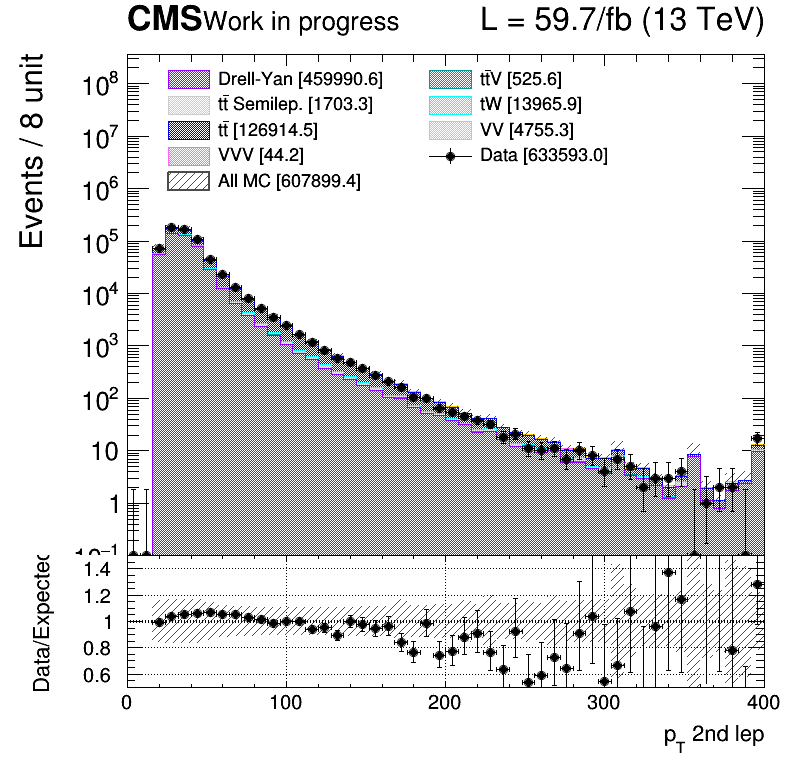 CMS Work in progress L = 59.7/fb (13 TeV)
Events / 8 unit
Drell-Yan [459990.6]
tt̄ Semilep. [1703.3]
tt̄ [126914.5]
VVV [44.2]
All MC [607899.4]
tt̄V [525.6]
tW [13965.9]
VV [4755.3]
Data [633593.0]
10⁸
10⁷
10⁶
10⁵
10⁴
10³
10²
10
1
10⁻¹
Data/Expected
1.4
1.2
1
0.8
0.6
0 100 200 300 400
p_T 2nd lep